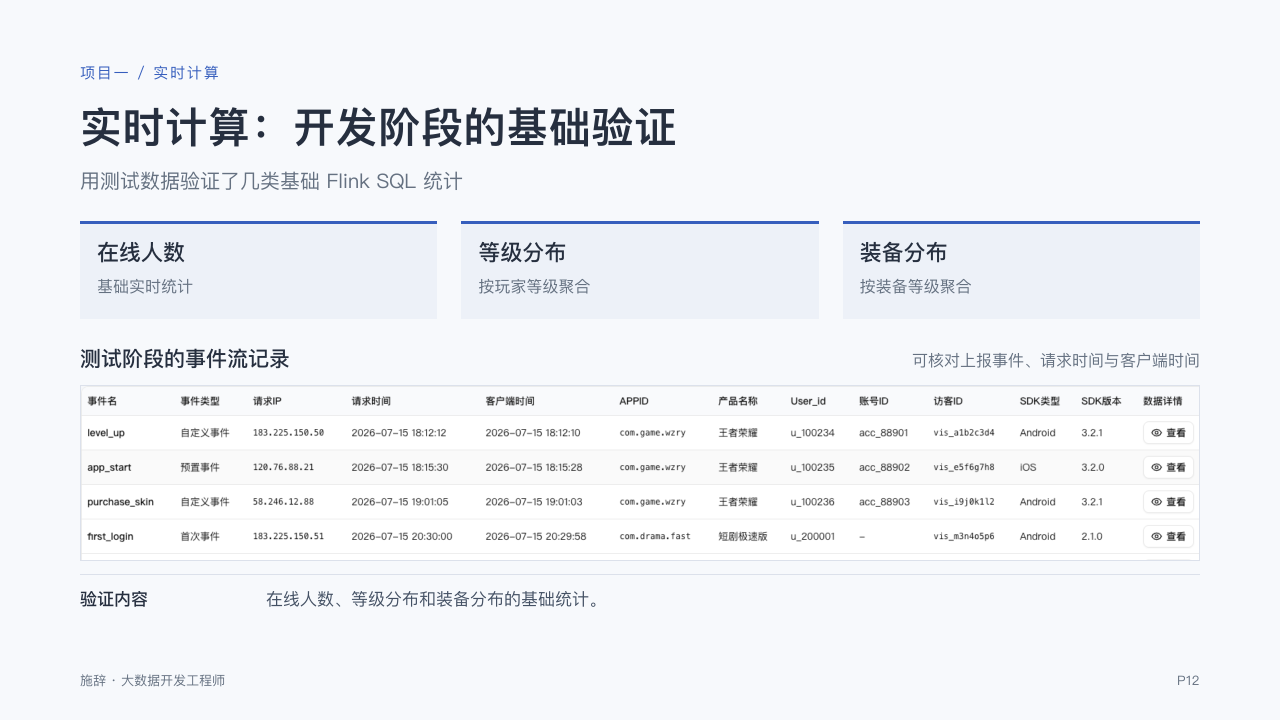 项目一 / 实时计算
实时计算：开发阶段的基础验证
用测试数据验证了几类基础 Flink SQL 统计
在线人数 等级分布 装备分布
基础实时统计 按玩家等级聚合 按装备等级聚合
测试阶段的事件流记录 可核对上报事件、请求时间与客户端时间
事件名 事件类型 请求IP 请求时间 客户端时间 APPID 产品名称 User_id 账号ID 访客ID SDK类型 SDK版本 数据详情
level_up 自定义事件 183.225.150.50 2026-07-15 18:12:12 2026-07-15 18:12:10 com.game.wzry 王者荣耀 u_100234 acc_88901 vis_a1b2c3d4 Android 3.2.1 查看
app_start 预置事件 120.76.88.21 2026-07-15 18:15:30 2026-07-15 18:15:28 com.game.wzry 王者荣耀 u_100235 acc_88902 vis_e5f6g7h8 iOS 3.2.0 查看
purchase_skin 自定义事件 58.246.12.88 2026-07-15 19:01:05 2026-07-15 19:01:03 com.game.wzry 王者荣耀 u_100236 acc_88903 vis_i9j0k1l2 Android 3.2.1 查看
first_login 首次事件 183.225.150.51 2026-07-15 20:30:00 2026-07-15 20:29:58 com.drama.fast 短剧极速版 u_200001 – vis_m3n4o5p6 Android 2.1.0 查看
验证内容 在线人数、等级分布和装备分布的基础统计。
施辞 · 大数据开发工程师 P12